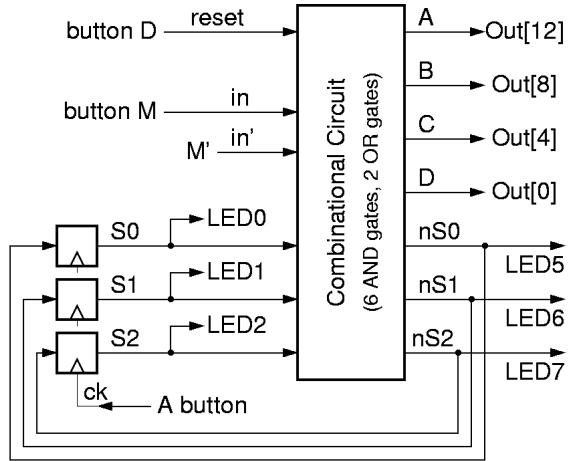 button D
reset
A
Out[12]
B
Out[8]
button M
in
M'
in'
C
Out[4]
D
Out[0]
Combinational Circuit
(6 AND gates, 2 OR gates)
S0
LED0
nS0
LED5
S1
LED1
nS1
LED6
S2
LED2
nS2
LED7
ck
A button